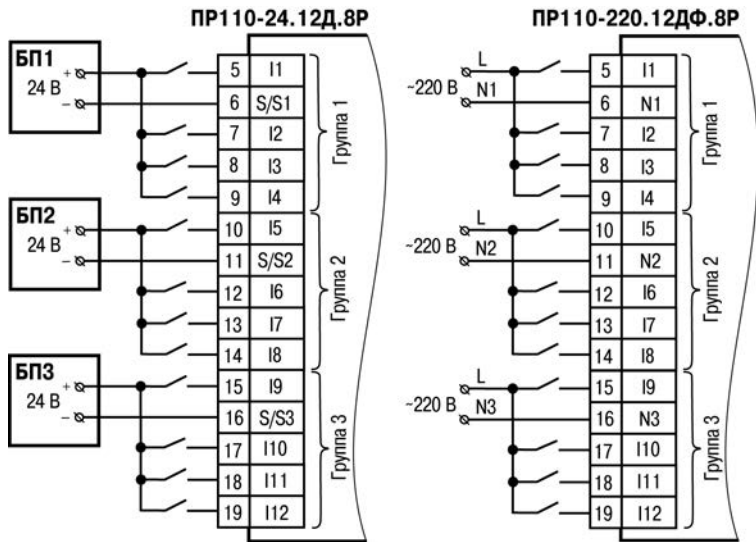 ПР110-24.12Д.8Р
БП1
24 В
+
–
5 I1
6 S/S1
7 I2
8 I3
9 I4
Группа 1
БП2
24 В
+
–
10 I5
11 S/S2
12 I6
13 I7
14 I8
Группа 2
БП3
24 В
+
–
15 I9
16 S/S3
17 I10
18 I11
19 I12
Группа 3
ПР110-220.12ДФ.8Р
~220 В
L
N1
5 I1
6 N1
7 I2
8 I3
9 I4
Группа 1
~220 В
L
N2
10 I5
11 N2
12 I6
13 I7
14 I8
Группа 2
~220 В
L
N3
15 I9
16 N3
17 I10
18 I11
19 I12
Группа 3